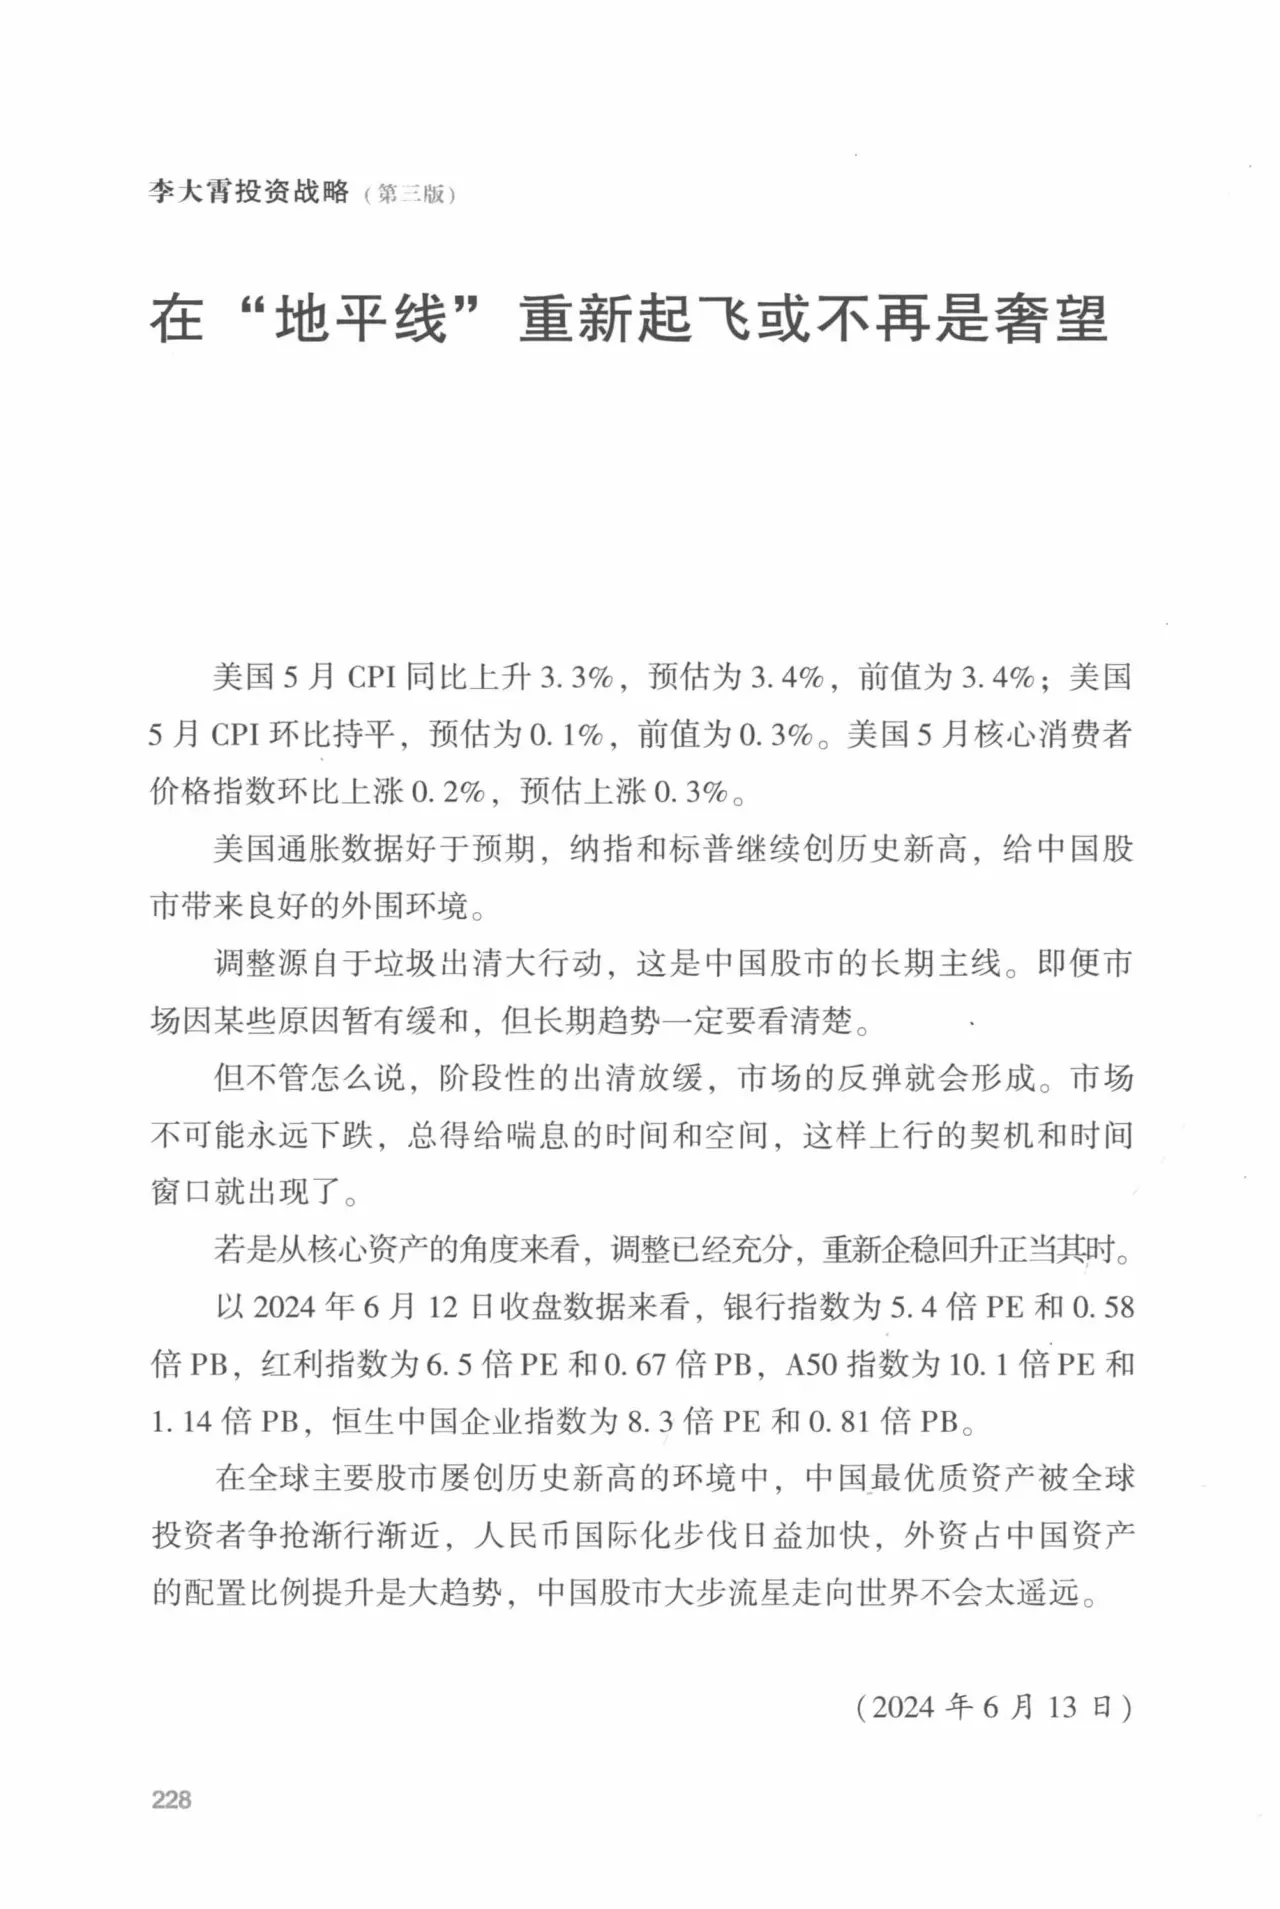 李大霄投资战略（第三版）
在“地平线”重新起飞或不再是奢望
美国5月CPI同比上升3.3%，预估为3.4%，前值为3.4%；美国
5月CPI环比持平，预估为0.1%，前值为0.3%。美国5月核心消费者
价格指数环比上涨0.2%，预估上涨0.3%。
美国通胀数据好于预期，纳指和标普继续创历史新高，给中国股
市带来良好的外围环境。
调整源自于垃圾出清大行动，这是中国股市的长期主线。即便市
场因某些原因暂有缓和，但长期趋势一定要看清楚。
但不管怎么说，阶段性的出清放缓，市场的反弹就会形成。市场
不可能永远下跌，总得给喘息的时间和空间，这样上行的契机和时间
窗口就出现了。
若是从核心资产的角度来看，调整已经充分，重新企稳回升正当其时。
以2024年6月12日收盘数据来看，银行指数为5.4倍PE和0.58
倍PB，红利指数为6.5倍PE和0.67倍PB，A50指数为10.1倍PE和
1.14倍PB，恒生中国企业指数为8.3倍PE和0.81倍PB。
在全球主要股市屡创历史新高的环境中，中国最优质资产被全球
投资者争抢渐行渐近，人民币国际化步伐日益加快，外资占中国资产
的配置比例提升是大趋势，中国股市大步流星走向世界不会太遥远。
（2024年6月13日）
228